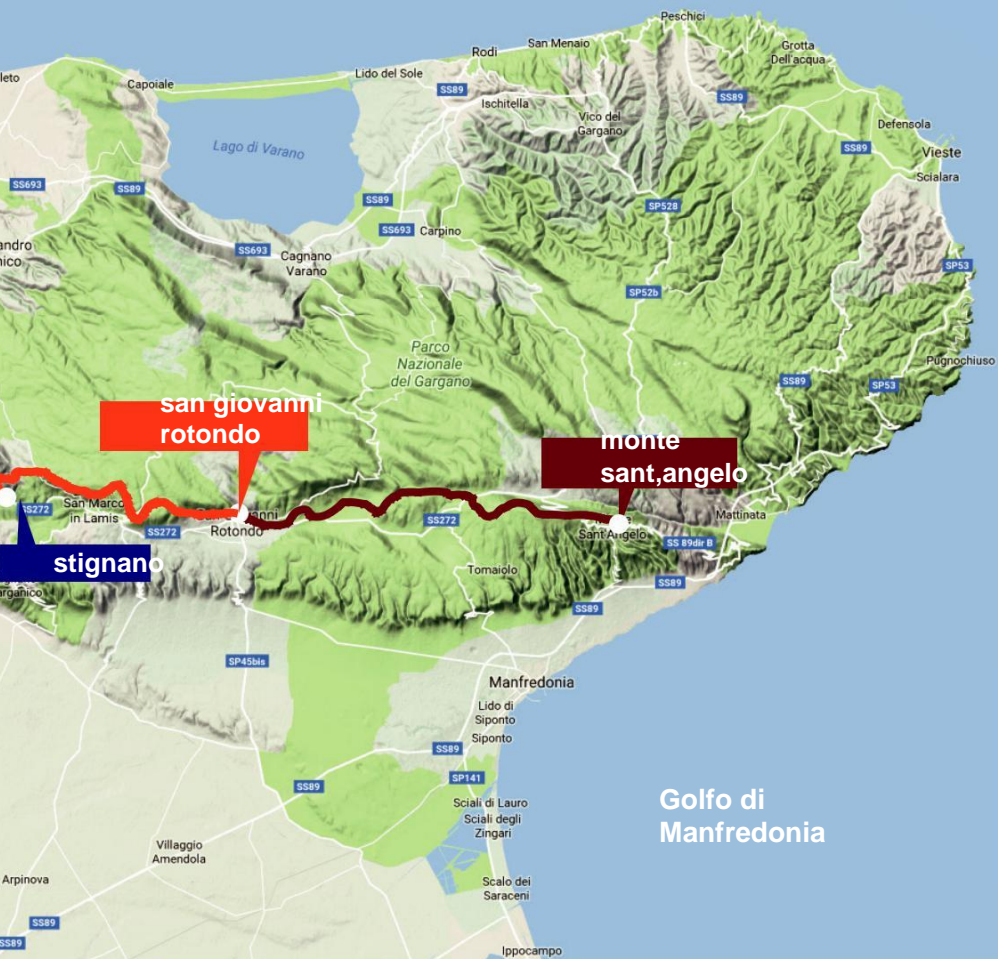 Peschici
San Menaio
Rodi
Grotta
Dell'acqua
Lido del Sole
leto
Capoiale
SS89
SS89
Ischitella
Vico del
Gargano
Defensola
Lago di Varano
SS89
Vieste
Scialara
SS693
SS89
SS89
SP528
SS693
Carpino
andro
nico
SS693
Cagnano
Varano
SP53
SP52b
Parco
Nazionale
del Gargano
Pugnochiuso
SS89
SP53
san giovanni
rotondo
monte
sant,angelo
SS272
San Marco
in Lamis
SS272
Rotondo
SS272
Mattinata
Sant'Angelo
SS 89dir B
stignano
Tomaiolo
SS89
arganico
SS89
SP45bis
Manfredonia
Lido di
Siponto
Siponto
SS89
SP141
SS89
Sciali di Lauro
Sciali degli
Zingari
Golfo di
Manfredonia
Villaggio
Amendola
Arpinova
Scalo dei
Saraceni
SS89
SS89
Ippocampo